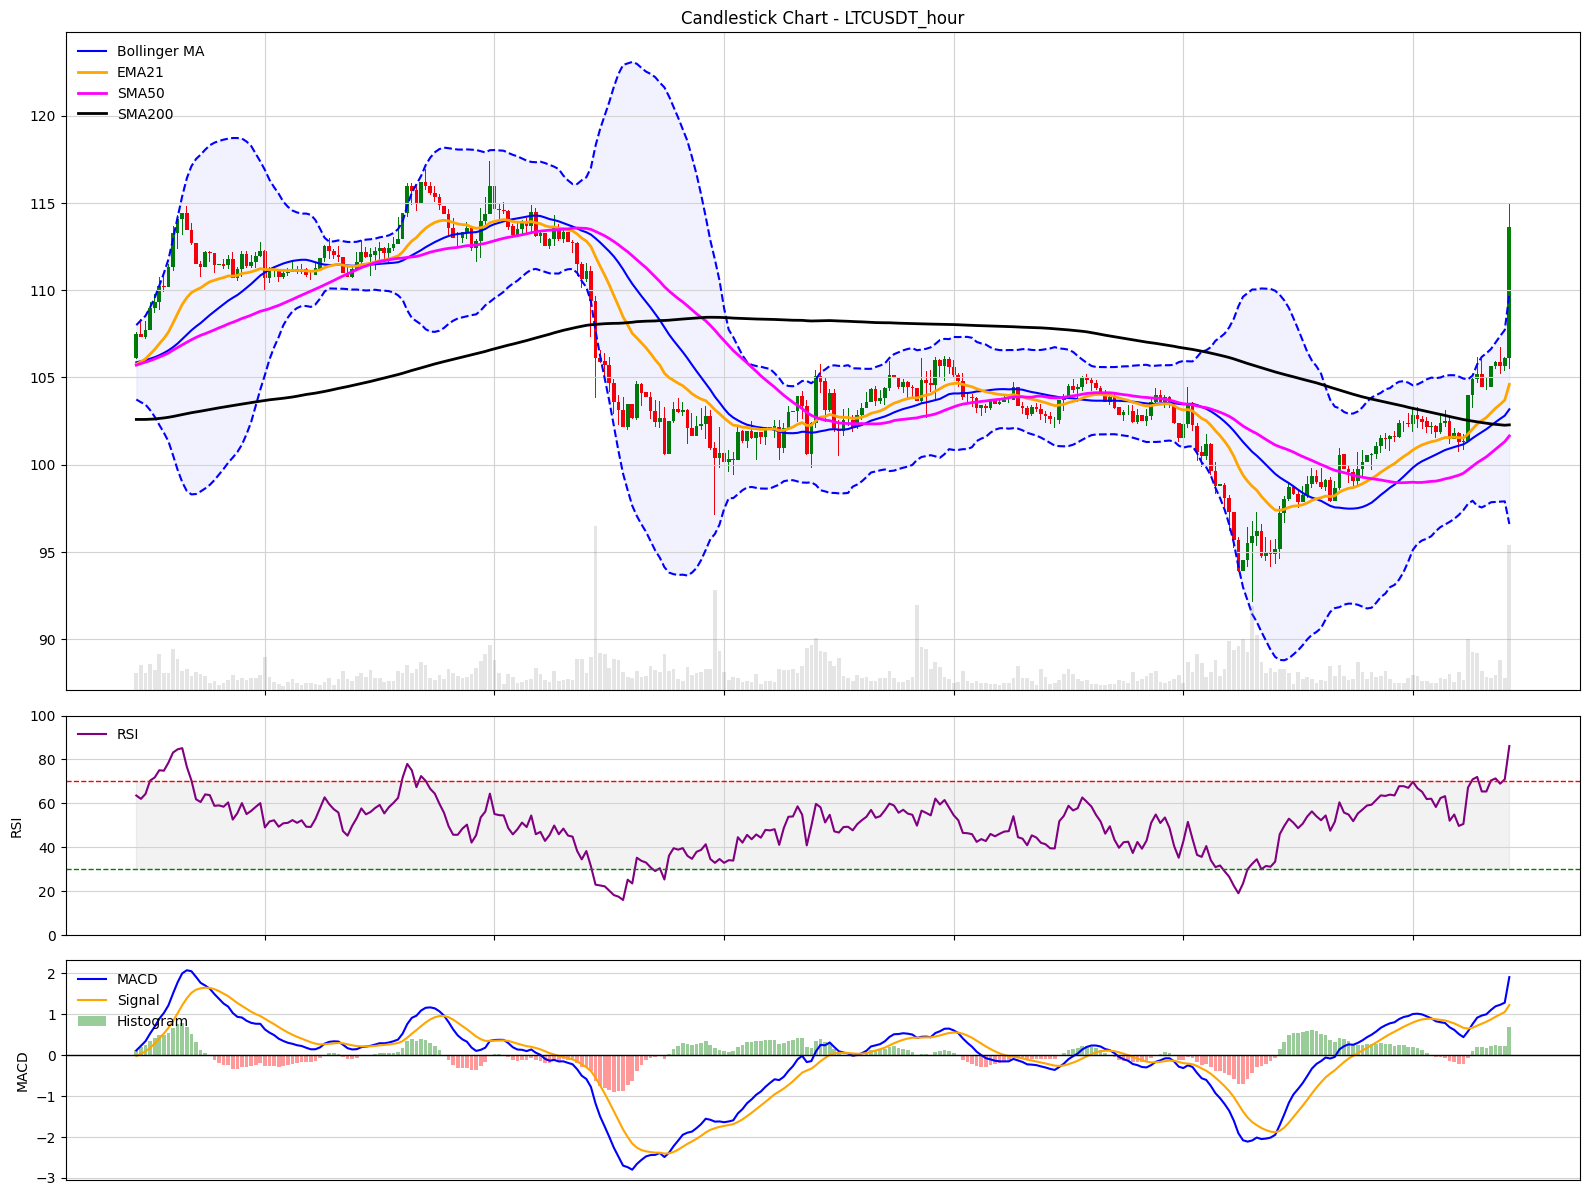 Candlestick Chart - LTCUSDT_hour
Bollinger MA
EMA21
SMA50
SMA200
120
115
110
105
100
95
90
100
RSI
80
60
40
20
0
RSI
2
MACD
1
Signal
Histogram
0
−1
−2
−3
MACD